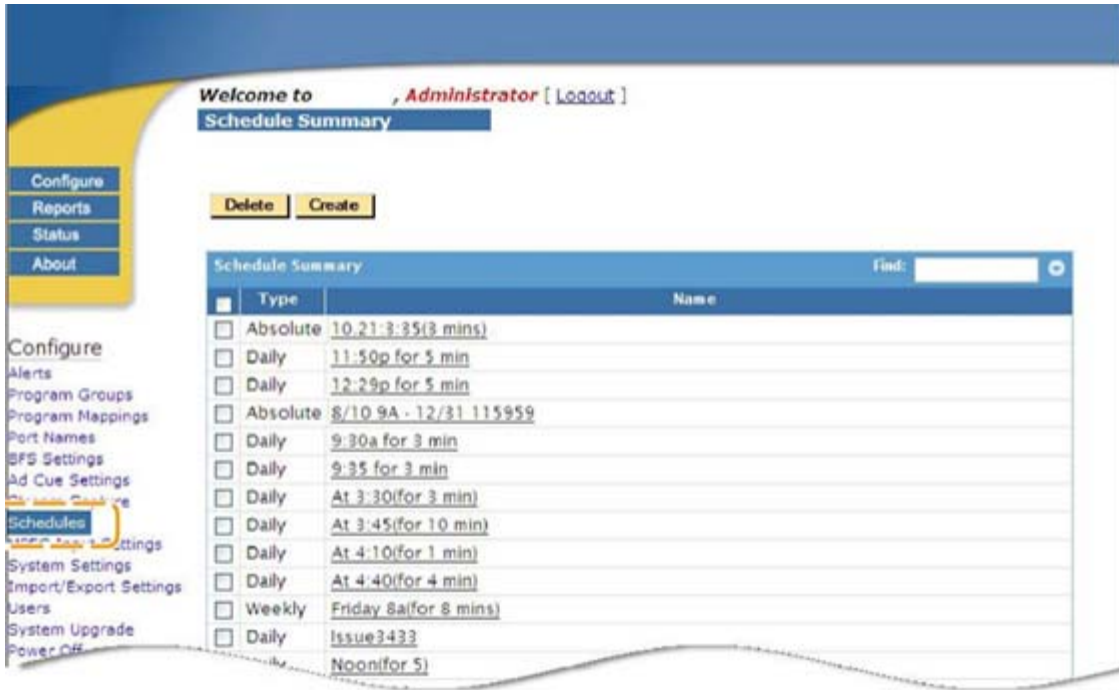 Welcome to , Administrator [ Logout ]
Schedule Summary
Configure
Reports
Status
About
Delete
Create
Schedule Summary
Find:
Type Name
Absolute 10.21:3:35(3 mins)
Daily 11:50p for 5 min
Daily 12:29p for 5 min
Absolute 8/10 9A - 12/31 115959
Daily 9:30a for 3 min
Daily 9:35 for 3 min
Daily At 3:30(for 3 min)
Daily At 3:45(for 10 min)
Daily At 4:10(for 1 min)
Daily At 4:40(for 4 min)
Weekly Friday 8a(for 8 mins)
Daily Issue3433
Noon(for 5)
Configure
Alerts
Program Groups
Program Mappings
Port Names
BFS Settings
Ad Cue Settings
Schedules
System Settings
Import/Export Settings
Users
System Upgrade
Power Off